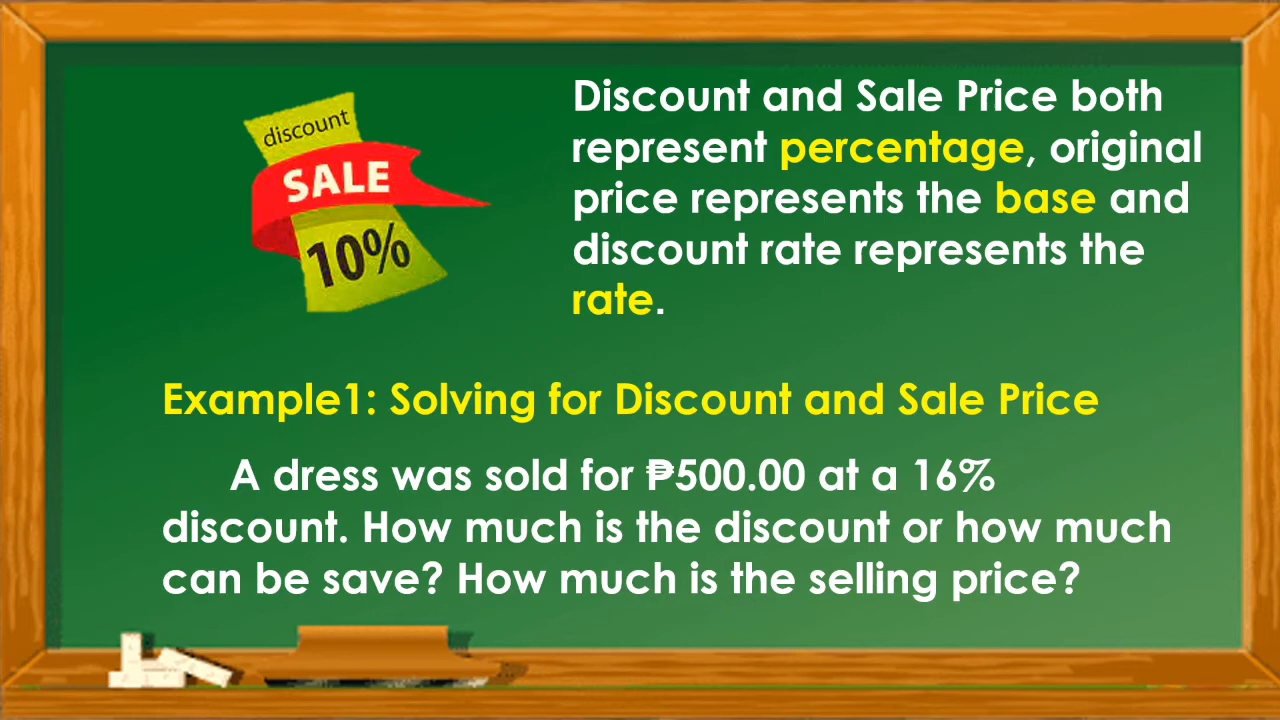 discount
SALE
10%
Discount and Sale Price both
represent percentage, original
price represents the base and
discount rate represents the
rate.
Example1: Solving for Discount and Sale Price
A dress was sold for ₱500.00 at a 16%
discount. How much is the discount or how much
can be save? How much is the selling price?